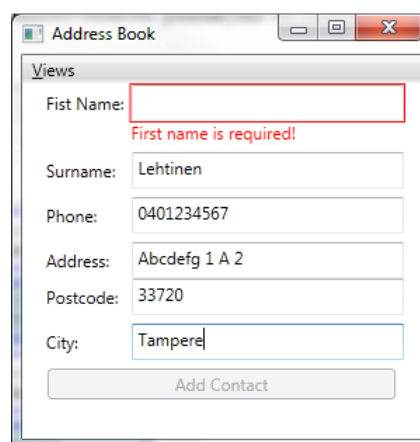 Address Book
Views
Fist Name:
First name is required!
Surname: Lehtinen
Phone: 0401234567
Address: Abcdefg 1 A 2
Postcode: 33720
City: Tampere
Add Contact